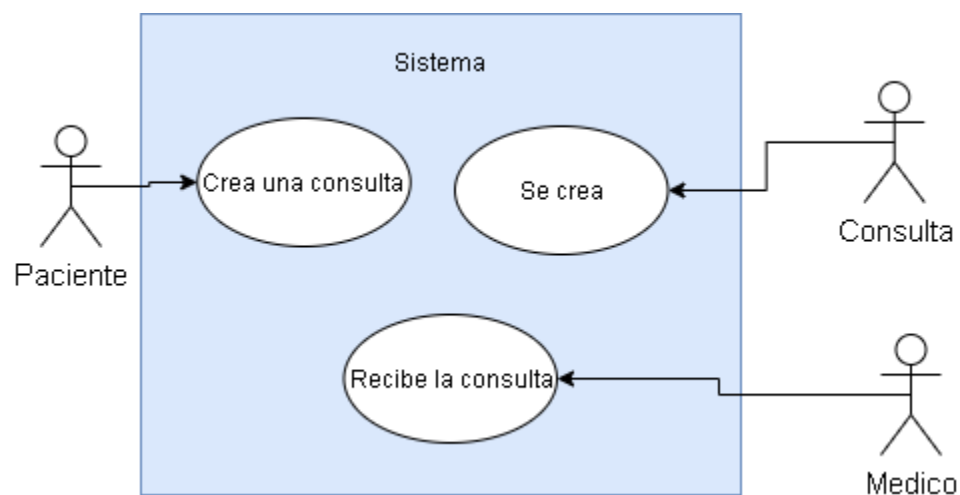 Sistema
Crea una consulta
Se crea
Paciente
Consulta
Recibe la consulta
Medico